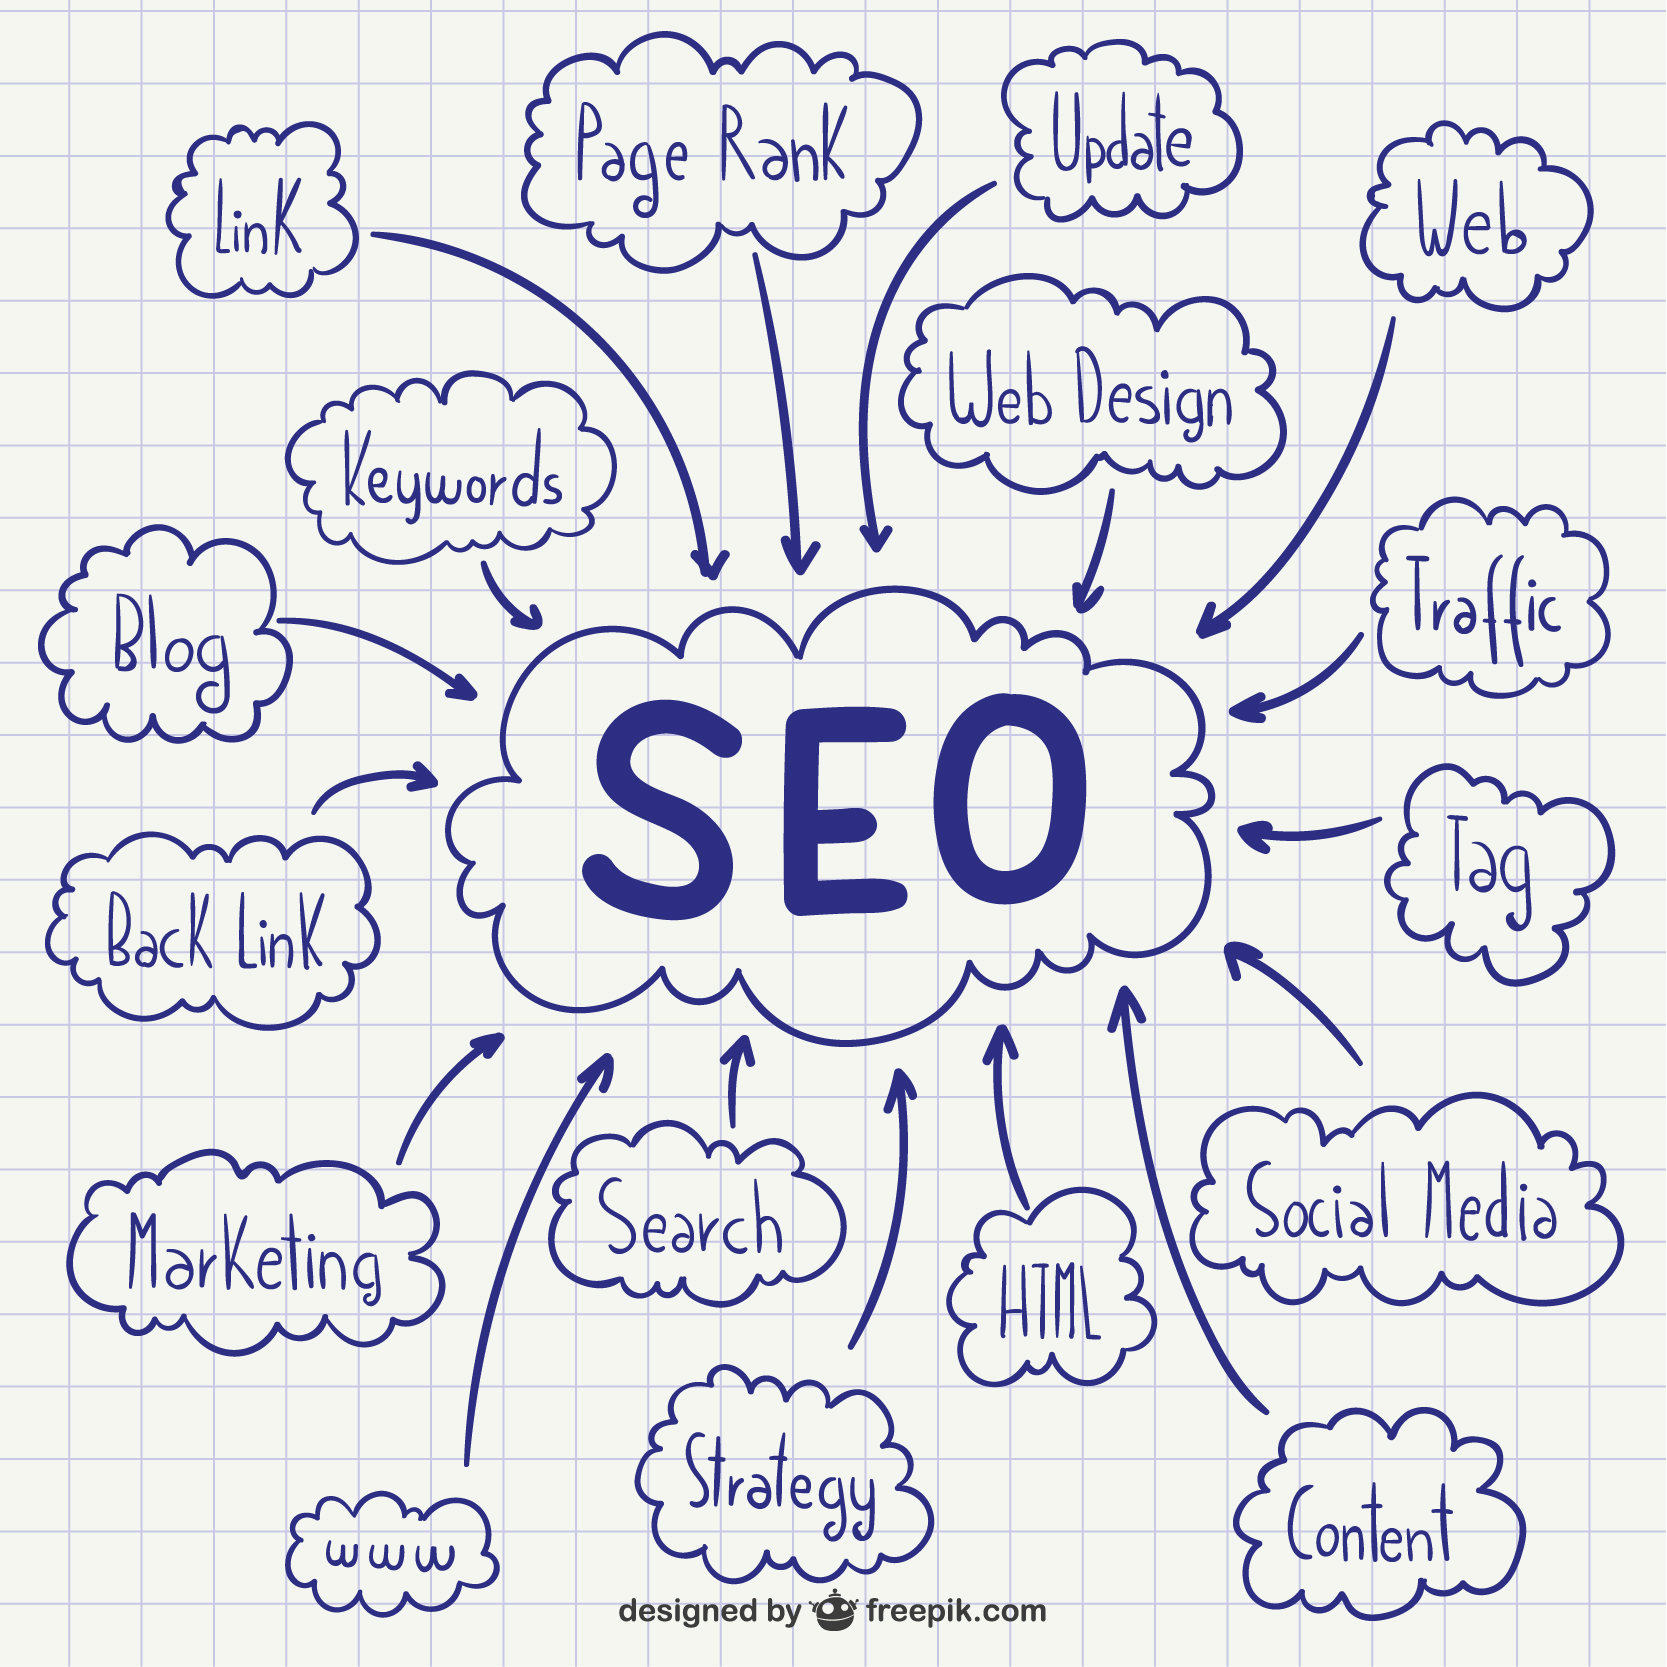 Page Rank
Update
Link
Web
Web Design
Keywords
Traffic
Blog
SEO
Tag
Back Link
Social Media
Search
Marketing
HTML
Strategy
Content
www
designed by freepik.com